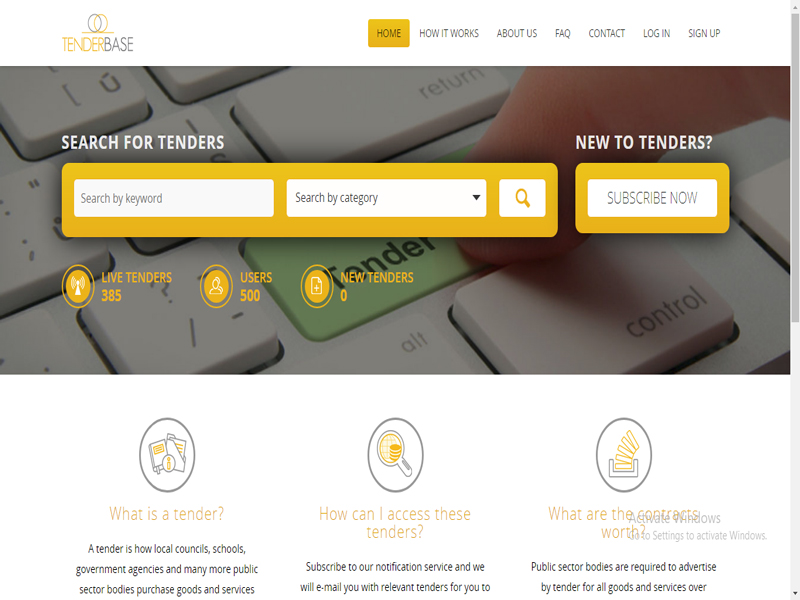 TENDERBASE
HOME
HOW IT WORKS
ABOUT US
FAQ
CONTACT
LOG IN
SIGN UP
return
SEARCH FOR TENDERS
NEW TO TENDERS?
Search by keyword
Search by category
SUBSCRIBE NOW
Tender
LIVE TENDERS
385
USERS
500
NEW TENDERS
0
alt
control
What is a tender?
How can I access these
tenders?
What are the contracts
worth?
Activate Windows
Go to Settings to activate Windows.
A tender is how local councils, schools,
government agencies and many more public
sector bodies purchase goods and services
Subscribe to our notification service and we
will e-mail you with relevant tenders for you to
Public sector bodies are required to advertise
by tender for all goods and services over